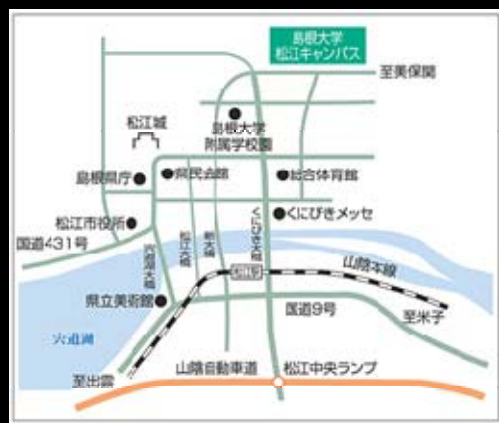 島根大学
松江キャンパス
至美保関
松江城
島根大学
附属学校園
島根県庁
県民会館
総合体育館
松江市役所
くにびきメッセ
国道431号
宍道湖大橋
松江大橋
新大橋
くにびき大橋
松江駅
山陰本線
県立美術館
国道9号
至米子
宍道湖
至出雲
山陰自動車道
松江中央ランプ